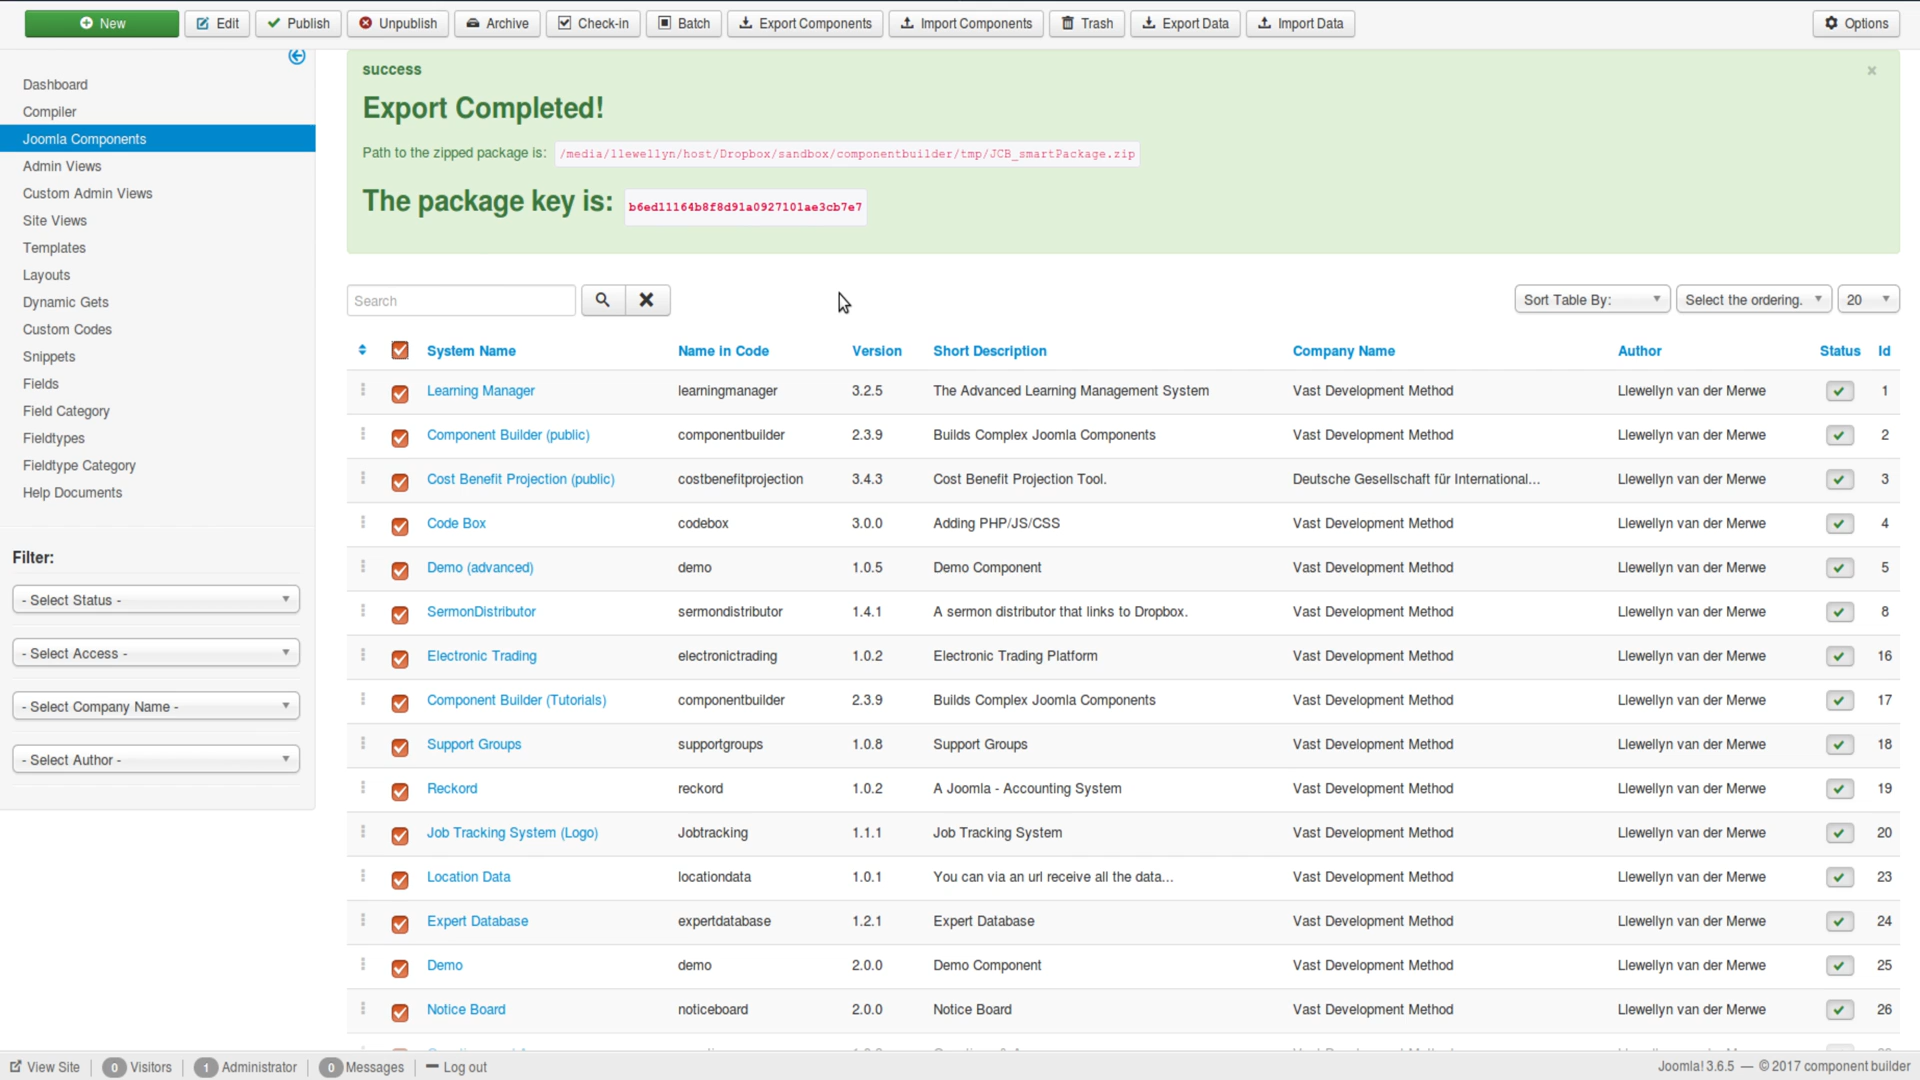 New Edit Publish Unpublish Archive Check-in Batch Export Components Import Components Trash Export Data Import Data Options
Dashboard
Compiler
Joomla Components
Admin Views
Custom Admin Views
Site Views
Templates
Layouts
Dynamic Gets
Custom Codes
Snippets
Fields
Field Category
Fieldtypes
Fieldtype Category
Help Documents
Filter:
- Select Status -
- Select Access -
- Select Company Name -
- Select Author -
success
×
Export Completed!
Path to the zipped package is: /media/llewellyn/host/Dropbox/sandbox/componentbuilder/tmp/JCB_smartPackage.zip
The package key is: b6ed11164b8f8d91a0927101ae3cb7e7
Search Sort Table By: Select the ordering. 20
System Name Name in Code Version Short Description Company Name Author Status Id
Learning Manager learningmanager 3.2.5 The Advanced Learning Management System Vast Development Method Llewellyn van der Merwe 1
Component Builder (public) componentbuilder 2.3.9 Builds Complex Joomla Components Vast Development Method Llewellyn van der Merwe 2
Cost Benefit Projection (public) costbenefitprojection 3.4.3 Cost Benefit Projection Tool. Deutsche Gesellschaft für International... Llewellyn van der Merwe 3
Code Box codebox 3.0.0 Adding PHP/JS/CSS Vast Development Method Llewellyn van der Merwe 4
Demo (advanced) demo 1.0.5 Demo Component Vast Development Method Llewellyn van der Merwe 5
SermonDistributor sermondistributor 1.4.1 A sermon distributor that links to Dropbox. Vast Development Method Llewellyn van der Merwe 8
Electronic Trading electronictrading 1.0.2 Electronic Trading Platform Vast Development Method Llewellyn van der Merwe 16
Component Builder (Tutorials) componentbuilder 2.3.9 Builds Complex Joomla Components Vast Development Method Llewellyn van der Merwe 17
Support Groups supportgroups 1.0.8 Support Groups Vast Development Method Llewellyn van der Merwe 18
Reckord reckord 1.0.2 A Joomla - Accounting System Vast Development Method Llewellyn van der Merwe 19
Job Tracking System (Logo) Jobtracking 1.1.1 Job Tracking System Vast Development Method Llewellyn van der Merwe 20
Location Data locationdata 1.0.1 You can via an url receive all the data... Vast Development Method Llewellyn van der Merwe 23
Expert Database expertdatabase 1.2.1 Expert Database Vast Development Method Llewellyn van der Merwe 24
Demo demo 2.0.0 Demo Component Vast Development Method Llewellyn van der Merwe 25
Notice Board noticeboard 2.0.0 Notice Board Vast Development Method Llewellyn van der Merwe 26
View Site 0 Visitors 1 Administrator 0 Messages Log out Joomla! 3.6.5 — © 2017 component builder